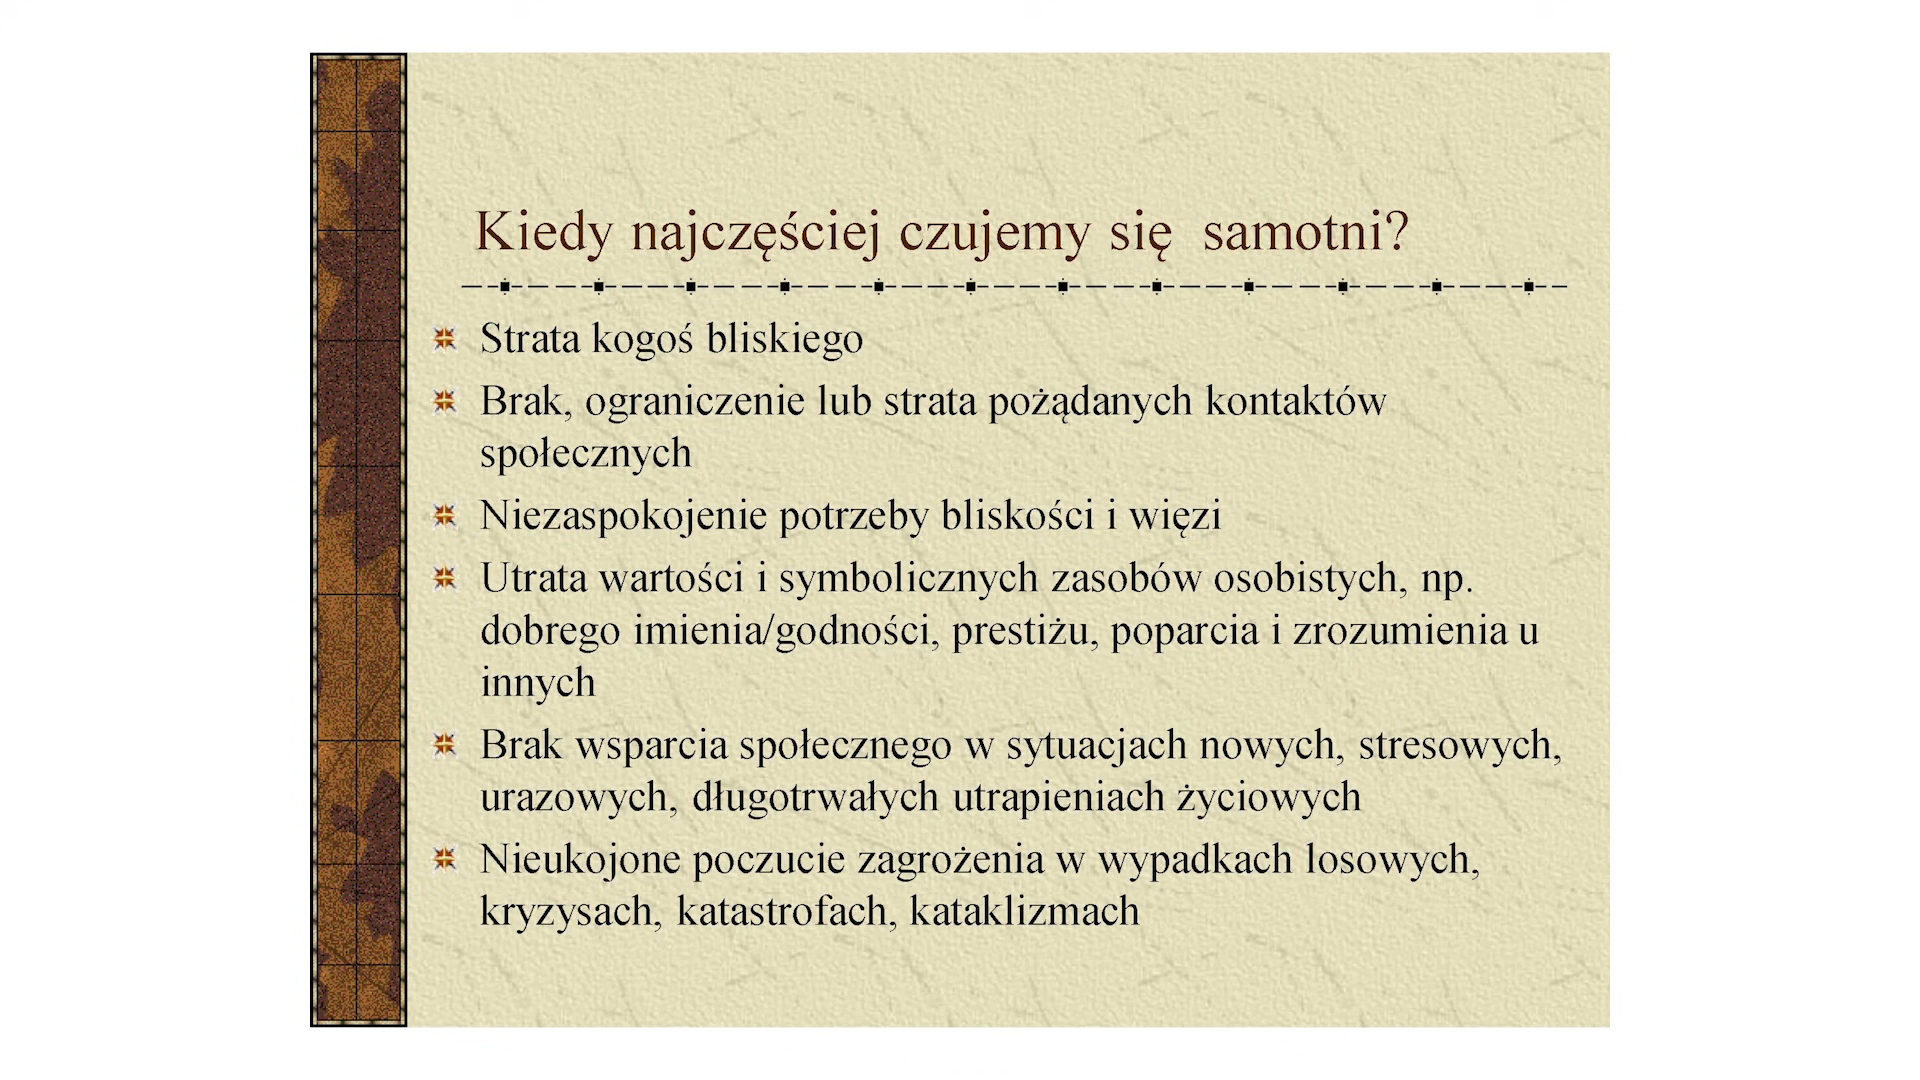 Kiedy najczęściej czujemy się samotni?
Strata kogoś bliskiego
Brak, ograniczenie lub strata pożądanych kontaktów
społecznych
Niezaspokojenie potrzeby bliskości i więzi
Utrata wartości i symbolicznych zasobów osobistych, np.
dobrego imienia/godności, prestiżu, poparcia i zrozumienia u
innych
Brak wsparcia społecznego w sytuacjach nowych, stresowych,
urazowych, długotrwałych utrapieniach życiowych
Nieukojone poczucie zagrożenia w wypadkach losowych,
kryzysach, katastrofach, kataklizmach